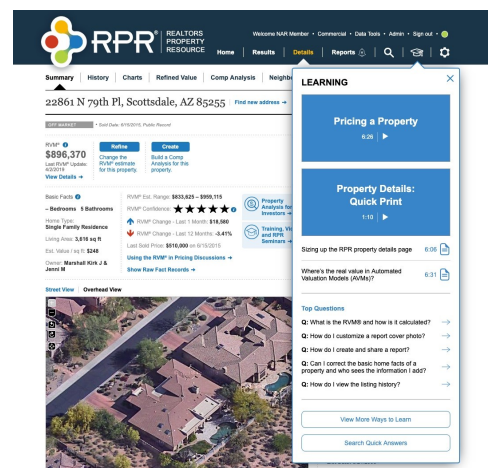 RPR® REALTORS
PROPERTY
RESOURCE
Welcome NAR Member • Commercial • Data Tools • Admin • Sign out •
Home | Results | Details | Reports
Summary | History | Charts | Refined Value | Comp Analysis | Neighb
22861 N 79th Pl, Scottsdale, AZ 85255 | Find new address →
OFF MARKET • Sold Date: 6/15/2015, Public Record
RVM®
$896,370
Last RVM® Update:
4/2/2019
View Details →
Refine
Change the
RVM® estimate
for this property.
Create
Build a Comp
Analysis for this
property.
Basic Facts
– Bedrooms 5 Bathrooms
Home Type:
Single Family Residence
Living Area: 3,616 sq ft
Est. Value / sq ft: $248
Owner: Marshall Kirk J &
Janni M
RVM® Est. Range: $833,625 – $959,115
RVM® Confidence: ★★★★★
RVM® Change - Last 1 Month: $18,560
RVM® Change - Last 12 Months: -3.41%
Last Sold Price: $510,000 on 6/15/2015
Using the RVM® in Pricing Discussions →
Show Raw Fact Records →
Property
Analysis for
Investors →
Training, Vi
and RPR
Seminars →
Street View | Overhead View
LEARNING
Pricing a Property
6:26 |
Property Details:
Quick Print
1:10 |
Sizing up the RPR property details page 6:06
Where's the real value in Automated
Valuation Models (AVMs)? 6:31
Top Questions
Q: What is the RVM® and how is it calculated? →
Q: How do I customize a report cover photo? →
Q: How do I create and share a report? →
Q: Can I correct the basic home facts of a
property and who sees the information I add? →
Q: How do I view the listing history? →
View More Ways to Learn
Search Quick Answers